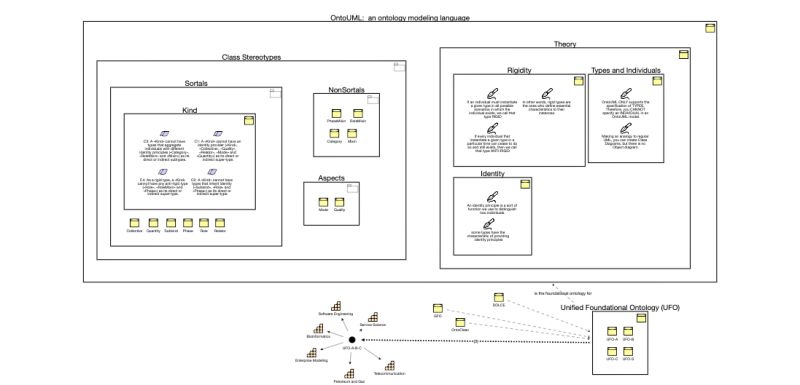 OntoUML: an ontology modeling language
Class Stereotypes
Sortals
Kind
C3: A «Kind» cannot have
types that aggregate
individuals with different
identity principles («Category»,
«RoleMixin» and «Mixin») as its direct
or indirect subtypes.
C1: A «Kind» cannot have an
identity provider («Kind»,
«Collective», «Quality»,
«Relator», «Mode» and
«Quantity») as its direct or
indirect super-type.
C4: As a rigid type, a «Kind»
cannot have any anti-rigid type
(«Role», «RoleMixin» and
«Phase») as its direct or
indirect super-type.
C2: A «Kind» cannot have
types that inherit identity
(«Subkind», «Role» and
«Phase») as its direct or
indirect super-type.
Collective
Quantity
Subkind
Phase
Role
Relator
NonSortals
PhaseMixin
RoleMixin
Category
Mixin
Aspects
Mode
Quality
Theory
Rigidity
If an individual must instantiate
a given type in all possible
scenarios in which the
individual exists, we call that
type RIGID
In other words, rigid types are
the ones who define essential
characteristics to their
instances.
If every individual that
instantiate a given type in a
particular time can cease to do
so and still exists, then we call
that type ANTI-RIGID
Types and Individuals
OntoUML ONLY supports the
specification of TYPES.
Therefore, you CANNOT
specify an INDIVIDUAL in an
OntoUML model.
Making an analogy to regular
UML, you can create Class
Diagrams, but there is no
Object diagram.
Identity
An identity principle is a sort of
function we use to distinguish
two individuals
some types have the
characteristic of providing
identity principles
is the foundational ontology for
Unified Foundational Ontology (UFO)
UFO-A
UFO-B
UFO-C
UFO-S
DOLCE
GFO
OntoClean
Software Engineering
Service Science
Bioinformatics
UFO-A-B-C
Enterprise Modeling
Telecommunication
Petroleum and Gas